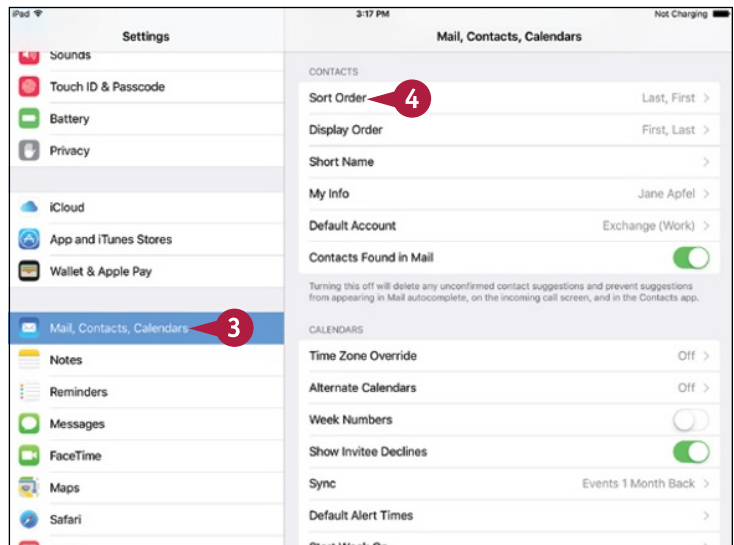 iPad 3:17 PM Not Charging
Settings
Sounds
Touch ID & Passcode
Battery
Privacy
iCloud
App and iTunes Stores
Wallet & Apple Pay
Mail, Contacts, Calendars 3
Notes
Reminders
Messages
FaceTime
Maps
Safari
Mail, Contacts, Calendars
CONTACTS
Sort Order 4 Last, First >
Display Order First, Last >
Short Name >
My Info Jane Apfel >
Default Account Exchange (Work) >
Contacts Found in Mail
Turning this off will delete any unconfirmed contact suggestions and prevent suggestions
from appearing in Mail autocomplete, on the incoming call screen, and in the Contacts app.
CALENDARS
Time Zone Override Off >
Alternate Calendars Off >
Week Numbers
Show Invitee Declines
Sync Events 1 Month Back >
Default Alert Times >
Start Week On